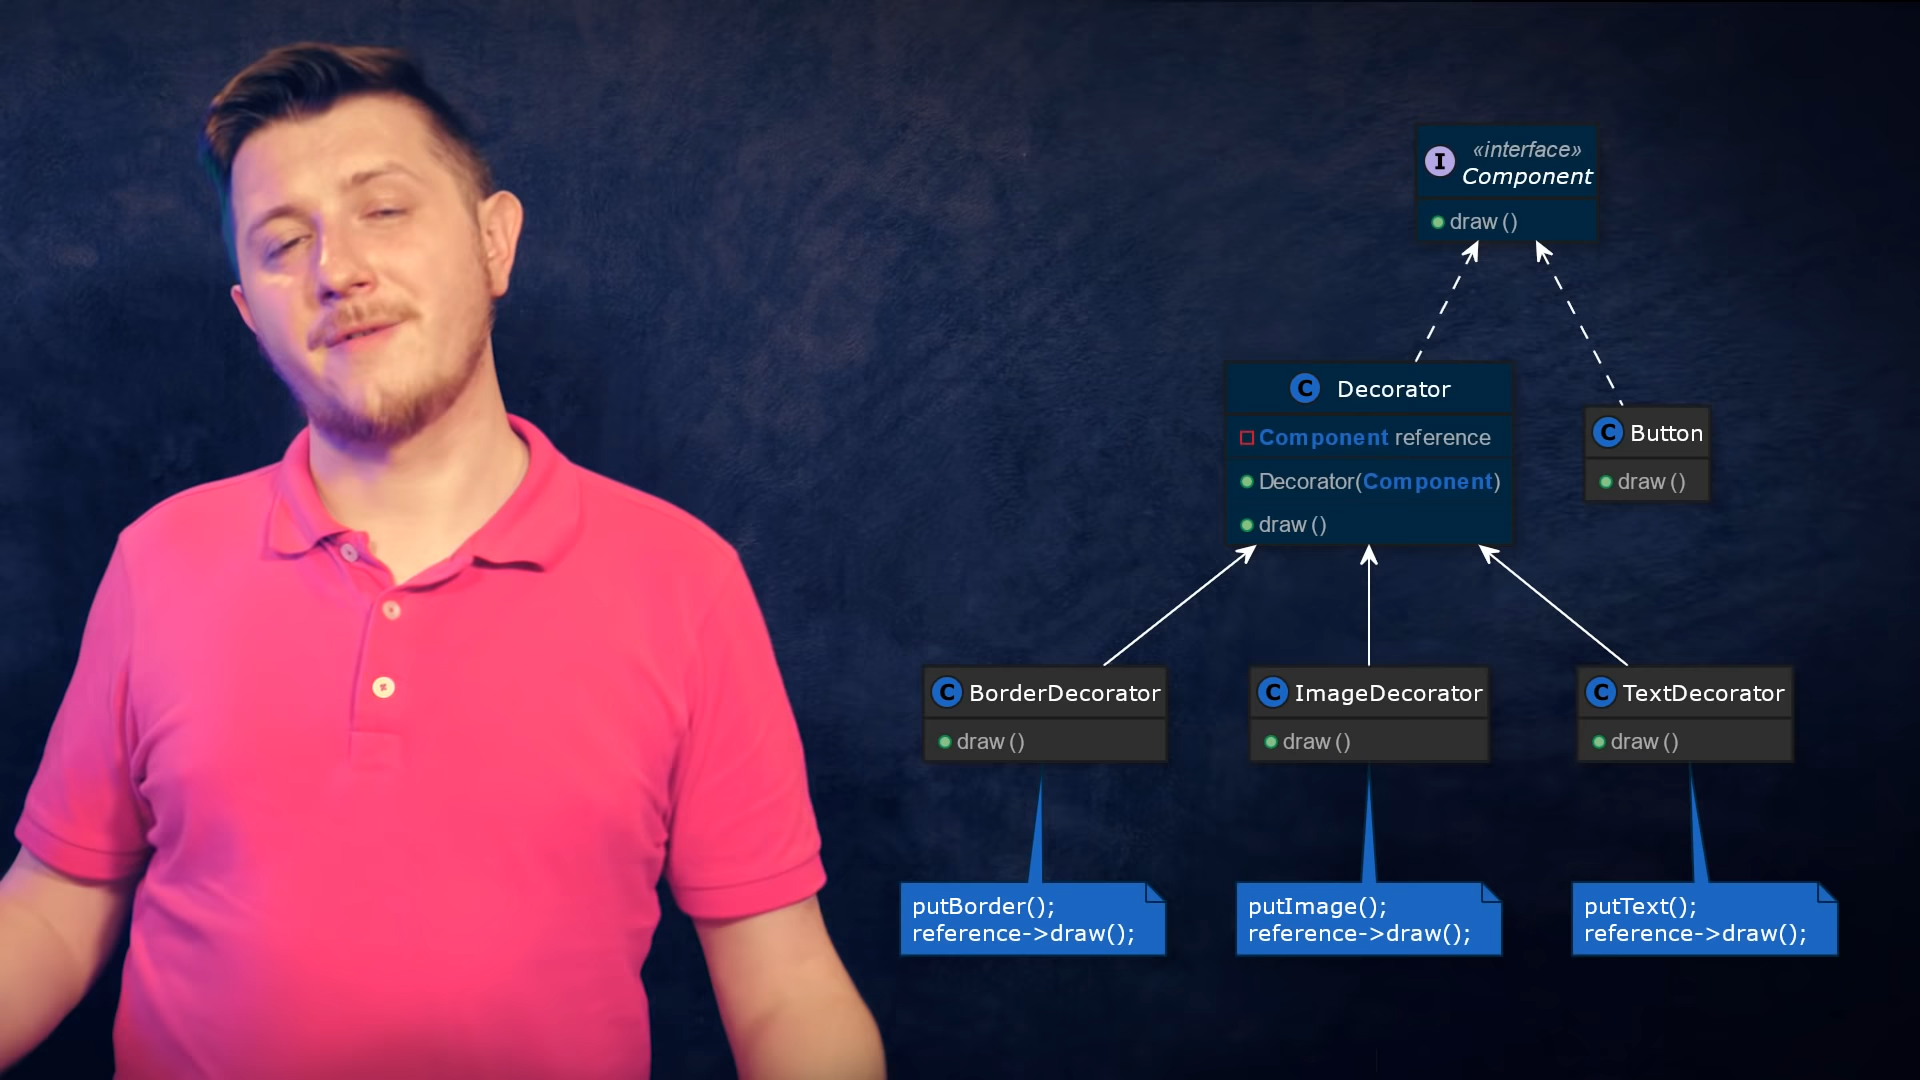 I
«interface»
Component
draw()
C Decorator
Component reference
Decorator(Component)
draw()
C Button
draw()
C BorderDecorator
draw()
C ImageDecorator
draw()
C TextDecorator
draw()
putBorder();
reference->draw();
putImage();
reference->draw();
putText();
reference->draw();